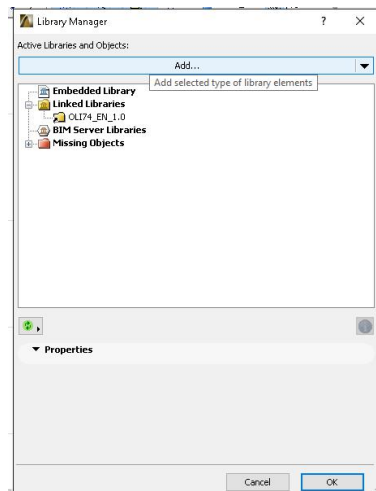 Library Manager
?
Active Libraries and Objects:
Add...
Add selected type of library elements
Embedded Library
Linked Libraries
OLI74_EN_1.0
BIM Server Libraries
Missing Objects
Properties
Cancel
OK